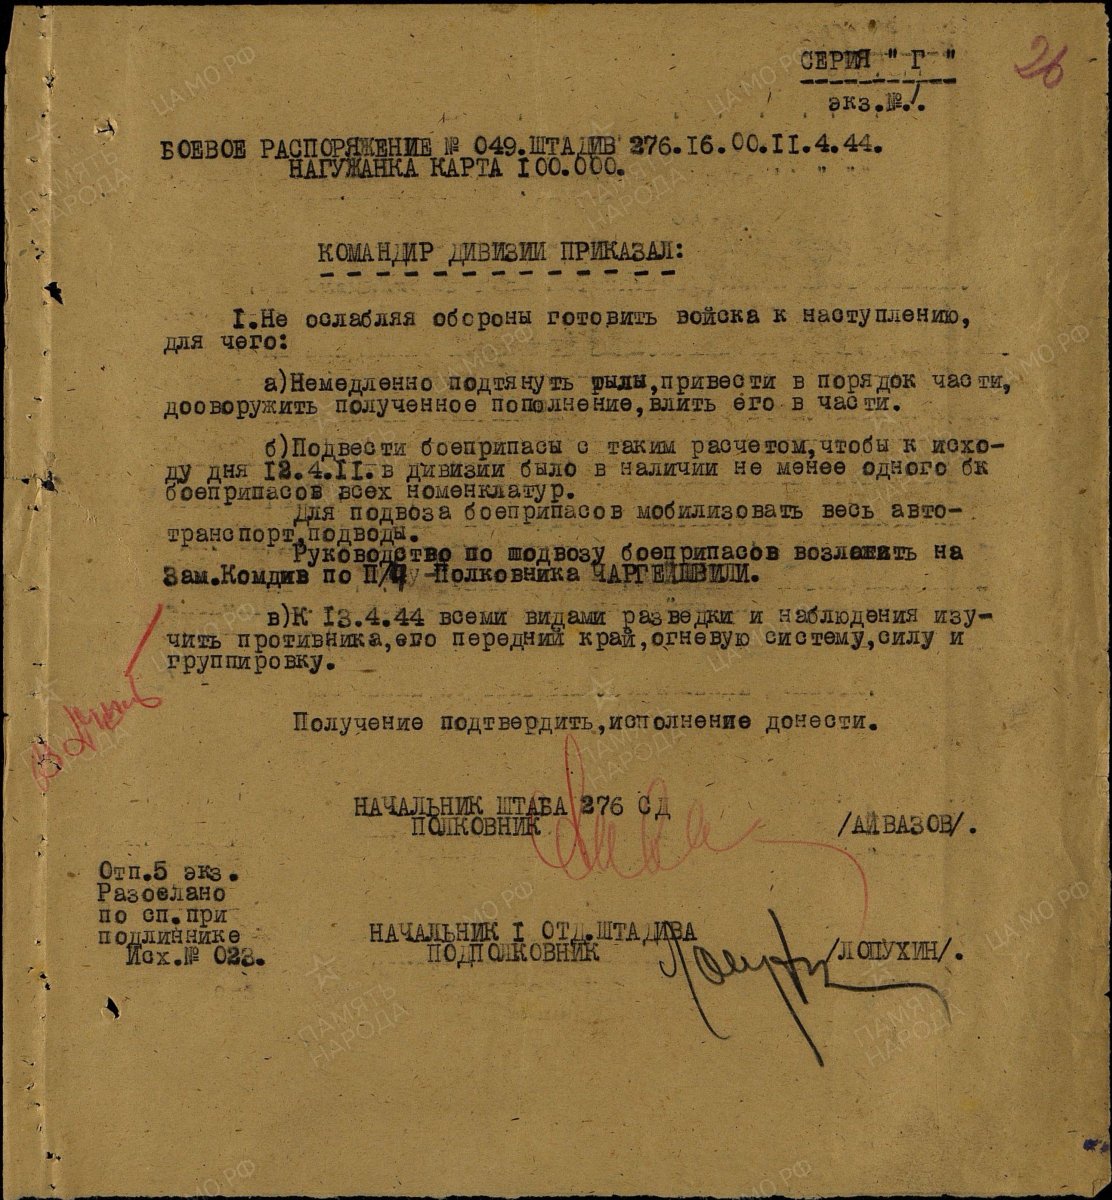 СЕРИЯ "Г"
26
экз.№1.
БОЕВОЕ РАСПОРЯЖЕНИЕ № 049.ШТАДИВ 276.16.00.11.4.44.
НАГУЖАНКА КАРТА 100.000.
КОМАНДИР ДИВИЗИИ ПРИКАЗАЛ:
I.Не ослабляя обороны готовить войска к наступлению,
для чего:
а)Немедленно подтянуть тылы,привести в порядок части,
дооворужить полученное пополнение,влить его в части.
б)Подвести боеприпасы с таким расчетом,чтобы к исхо-
ду дня 12.4.11.в дивизии было в наличии не менее одного бк
боеприпасов всех номенклатур.
Для подвоза боеприпасов мобилизовать весь авто-
транспорт,подводы.
Руководство по подвозу боеприпасов возложить на
Зам.Комдив по П/Ч Полковника ЧАРГЕЙШВИЛИ.
в)К 13.4.44 всеми видами разведки и наблюдения изу-
чить противника,его передний край,огневую систему,силу и
группировку.
Получение подтвердить,исполнение донести.
НАЧАЛЬНИК ШТАБА 276 СД
ПОЛКОВНИК /АЙВАЗОВ/.
Отп.5 экз.
Разослано
по сп.при
подлиннике
Исх.№ 023.
НАЧАЛЬНИК I ОТД.ШТАДИВА
ПОДПОЛКОВНИК /ЛОПУХИН/.
ПАМЯТЬ НАРОДА
ЦАМО.РФ